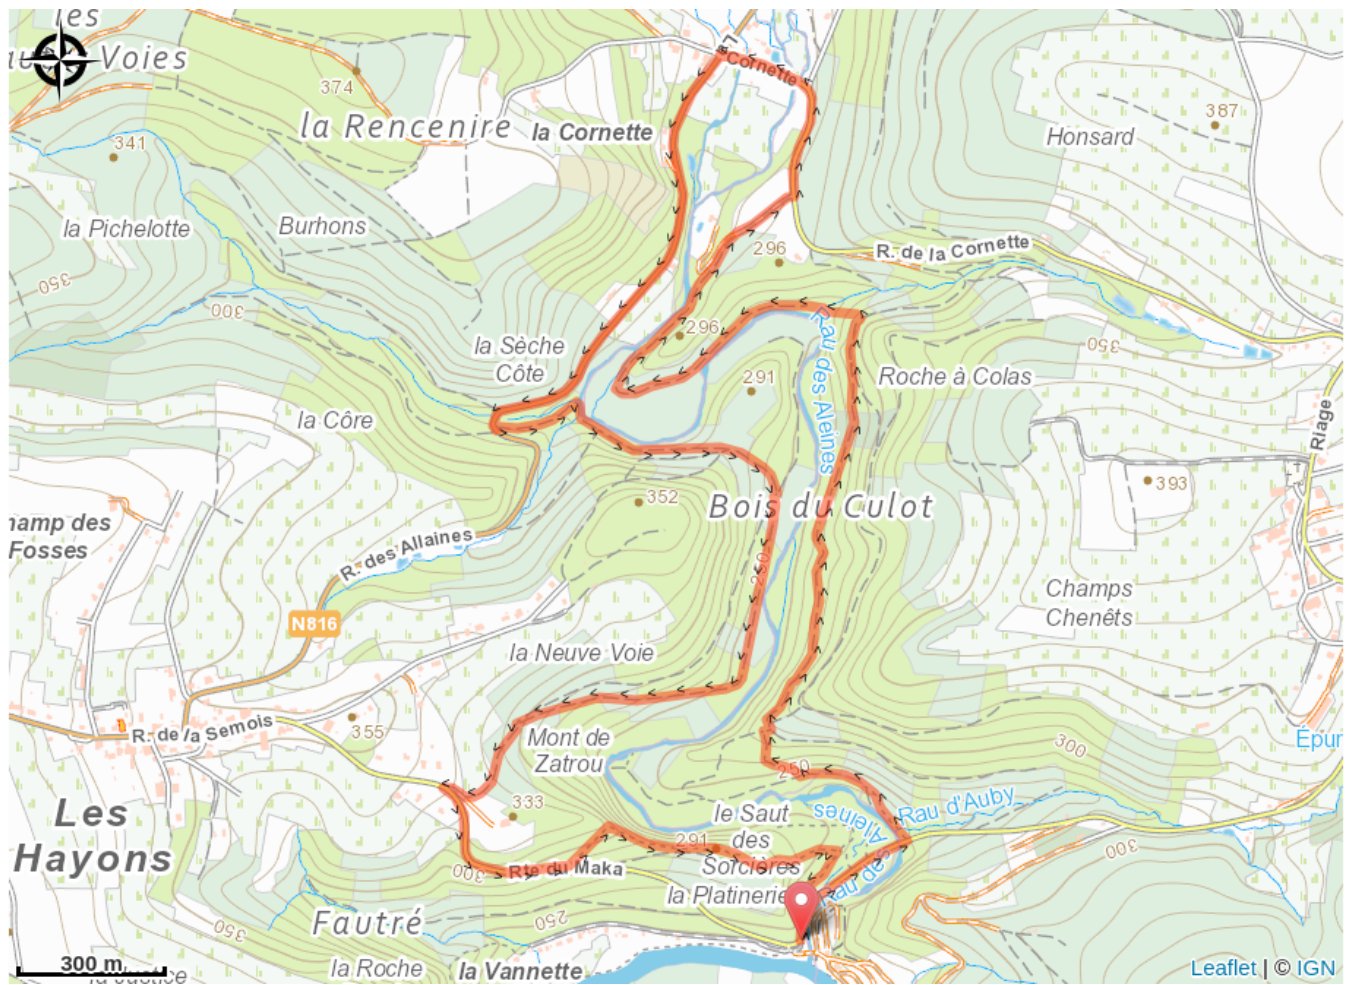 les
Voies
374
la Rencenire
la Cornette
Cornette
387
Honsard
341
la Pichelotte
Burhons
296
R. de la Cornette
350
300
296
350
la Sèche
Côte
Rau des Aleines
291
Roche à Colas
la Côre
Rlage
393
352
Bois du Culot
hamp des
Fosses
R. des Allaines
250
Champs
Chenêts
N816
la Neuve Voie
R. de la Semois
355
Mont de
Zatrou
300
Épur
250
333
le Saut
des
Sorcières
Rau d'Auby
Les
Hayons
291
300
300
Rte du Maka
la Platinerie
Rau des
Aleines
Fautré
250
350
la Roche
la Vannette
300 m
Leaflet | © IGN